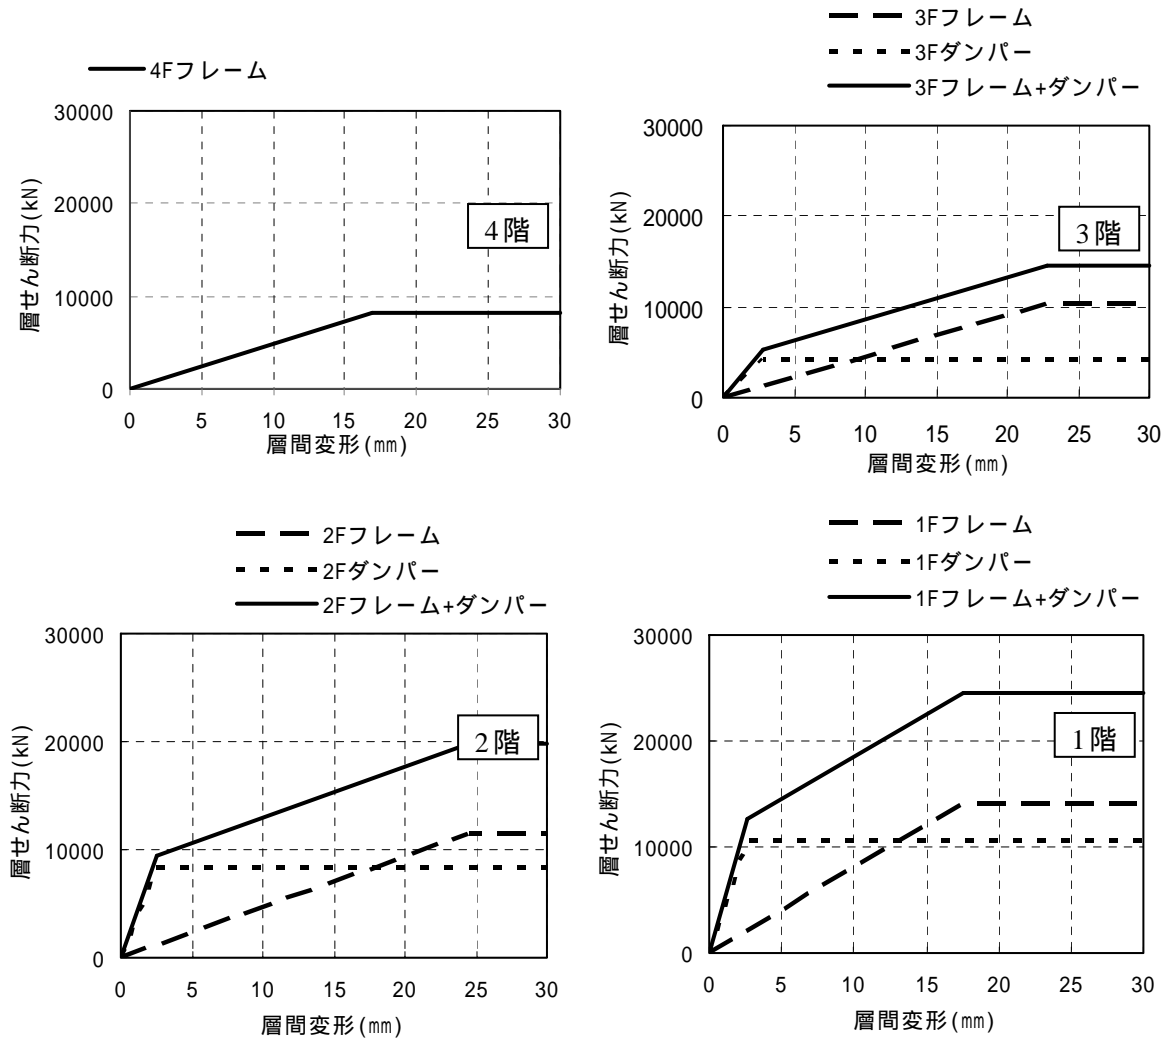 4Fフレーム
30000
20000
10000
0
0 5 10 15 20 25 30
層せん断力(kN)
層間変形(㎜)
4階
3Fフレーム
3Fダンパー
3Fフレーム+ダンパー
30000
20000
10000
0
0 5 10 15 20 25 30
層せん断力(kN)
層間変形(㎜)
3階
2Fフレーム
2Fダンパー
2Fフレーム+ダンパー
30000
20000
10000
0
0 5 10 15 20 25 30
層せん断力(kN)
層間変形(㎜)
2階
1Fフレーム
1Fダンパー
1Fフレーム+ダンパー
30000
20000
10000
0
0 5 10 15 20 25 30
層せん断力(kN)
層間変形(㎜)
1階